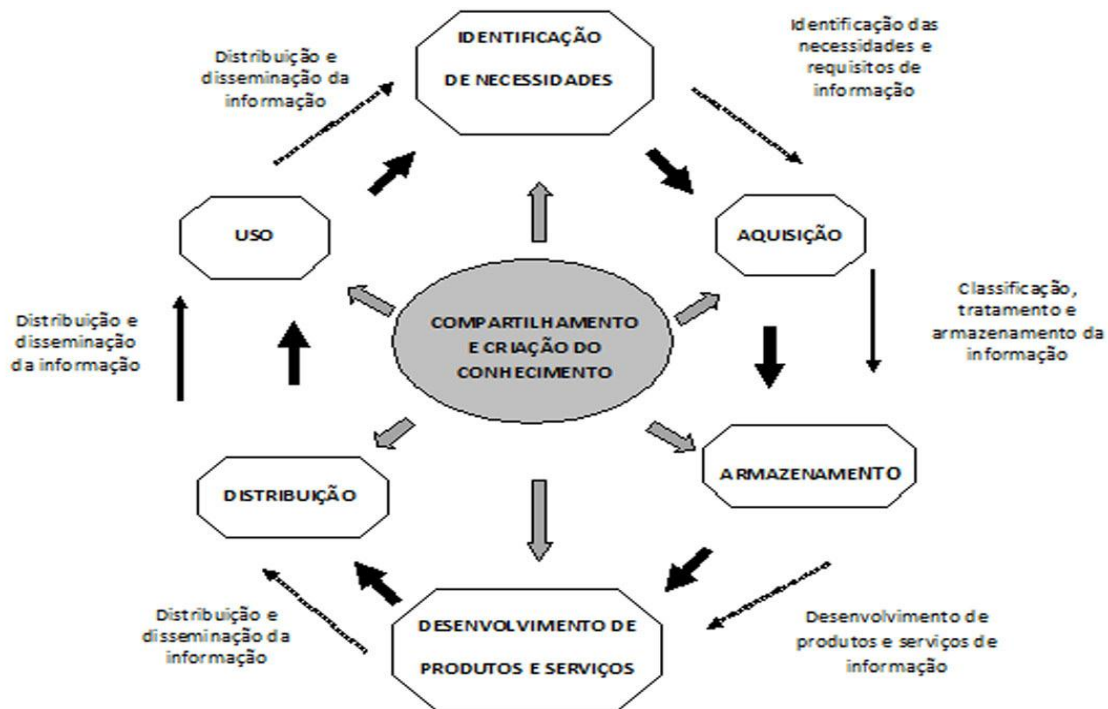 IDENTIFICAÇÃO
DE NECESSIDADES
Identificação das
necessidades e
requisitos de
informação
Distribuição e
disseminação da
informação
USO
AQUISIÇÃO
COMPARTILHAMENTO
E CRIAÇÃO DO
CONHECIMENTO
Classificação,
tratamento e
armazenamento da
informação
Distribuição e
disseminação
da informação
DISTRIBUIÇÃO
ARMAZENAMENTO
Distribuição e
disseminação da
informação
DESENVOLVIMENTO DE
PRODUTOS E SERVIÇOS
Desenvolvimento de
produtos e serviços de
informação